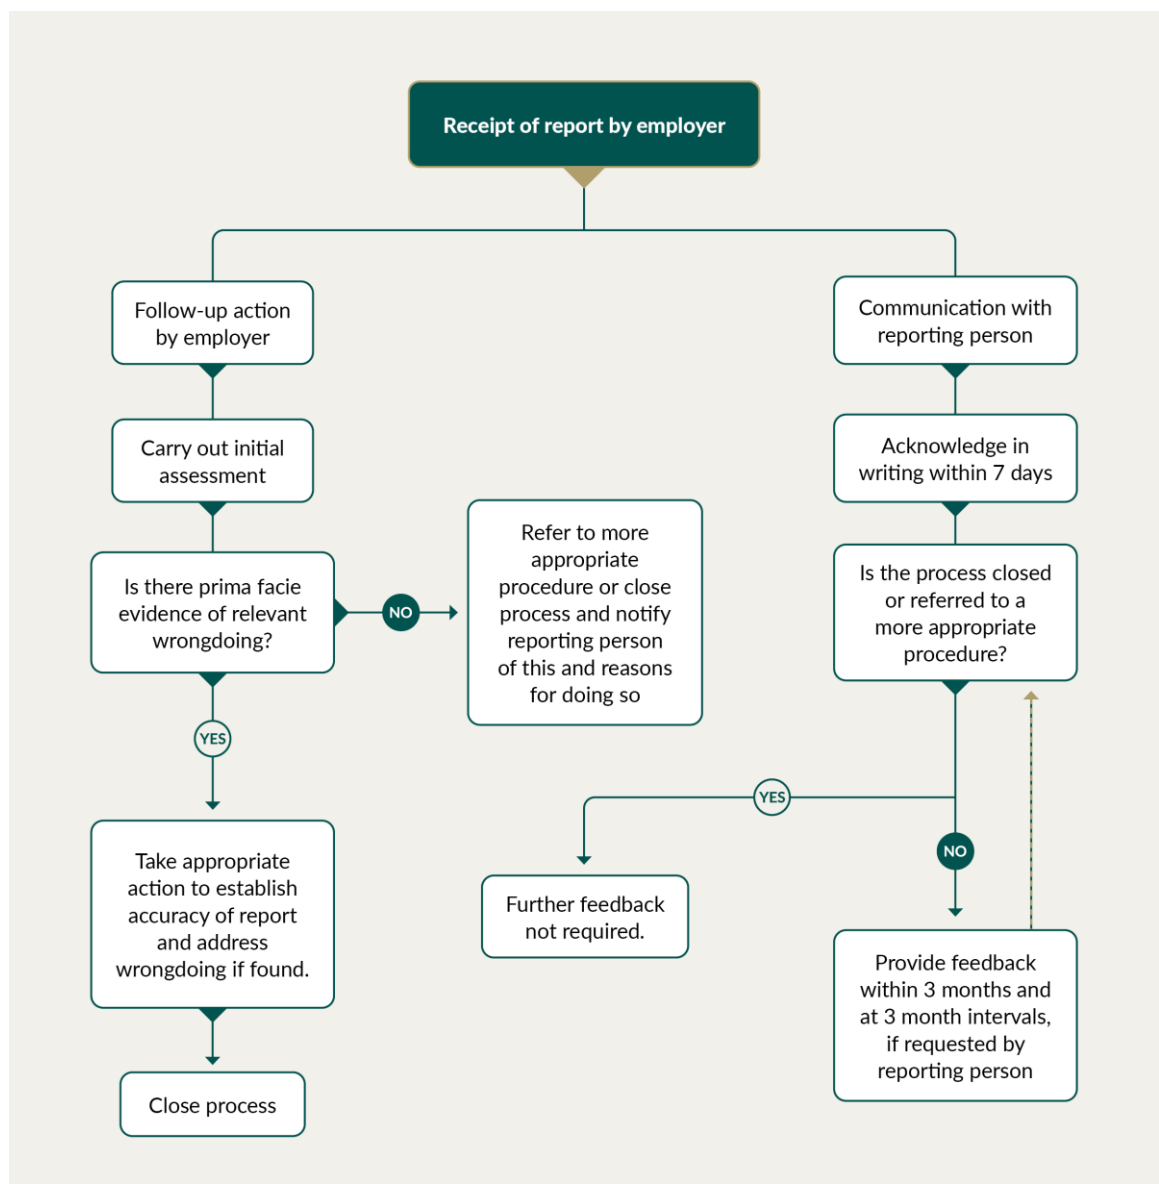 Receipt of report by employer
Follow-up action
by employer
Carry out initial
assessment
Is there prima facie
evidence of relevant
wrongdoing?
NO
Refer to more
appropriate
procedure or close
process and notify
reporting person
of this and reasons
for doing so
YES
Take appropriate
action to establish
accuracy of report
and address
wrongdoing if found.
Close process
Communication with
reporting person
Acknowledge in
writing within 7 days
Is the process closed
or referred to a
more appropriate
procedure?
YES
Further feedback
not required.
NO
Provide feedback
within 3 months and
at 3 month intervals,
if requested by
reporting person